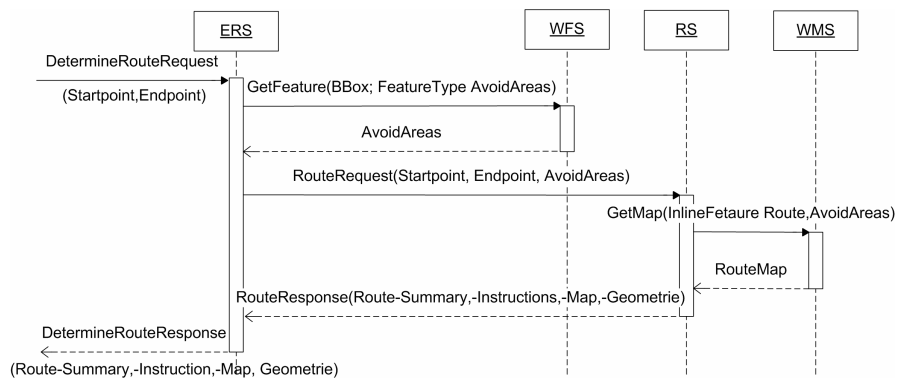 ERS
WFS
RS
WMS
DetermineRouteRequest
(Startpoint,Endpoint)
GetFeature(BBox; FeatureType AvoidAreas)
AvoidAreas
RouteRequest(Startpoint, Endpoint, AvoidAreas)
GetMap(InlineFetaure Route,AvoidAreas)
RouteMap
RouteResponse(Route-Summary,-Instructions,-Map,-Geometrie)
DetermineRouteResponse
(Route-Summary,-Instruction,-Map, Geometrie)